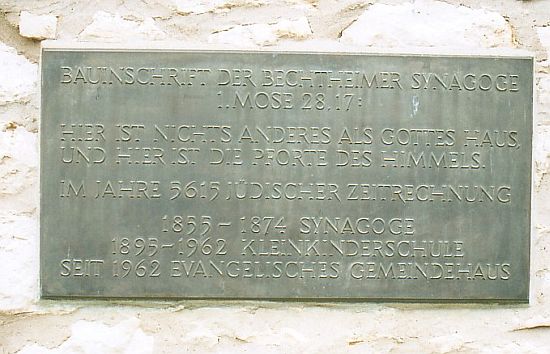 BAUINSCHRIFT DER BECHTHEIMER SYNAGOGE
1. MOSE 28, 17:
HIER IST NICHTS ANDERES ALS GOTTES HAUS,
UND HIER IST DIE PFORTE DES HIMMELS.
IM JAHRE 5615 JÜDISCHER ZEITRECHNUNG
1855 – 1874 SYNAGOGE
1895 – 1962 KLEINKINDERSCHULE
SEIT 1962 EVANGELISCHES GEMEINDEHAUS